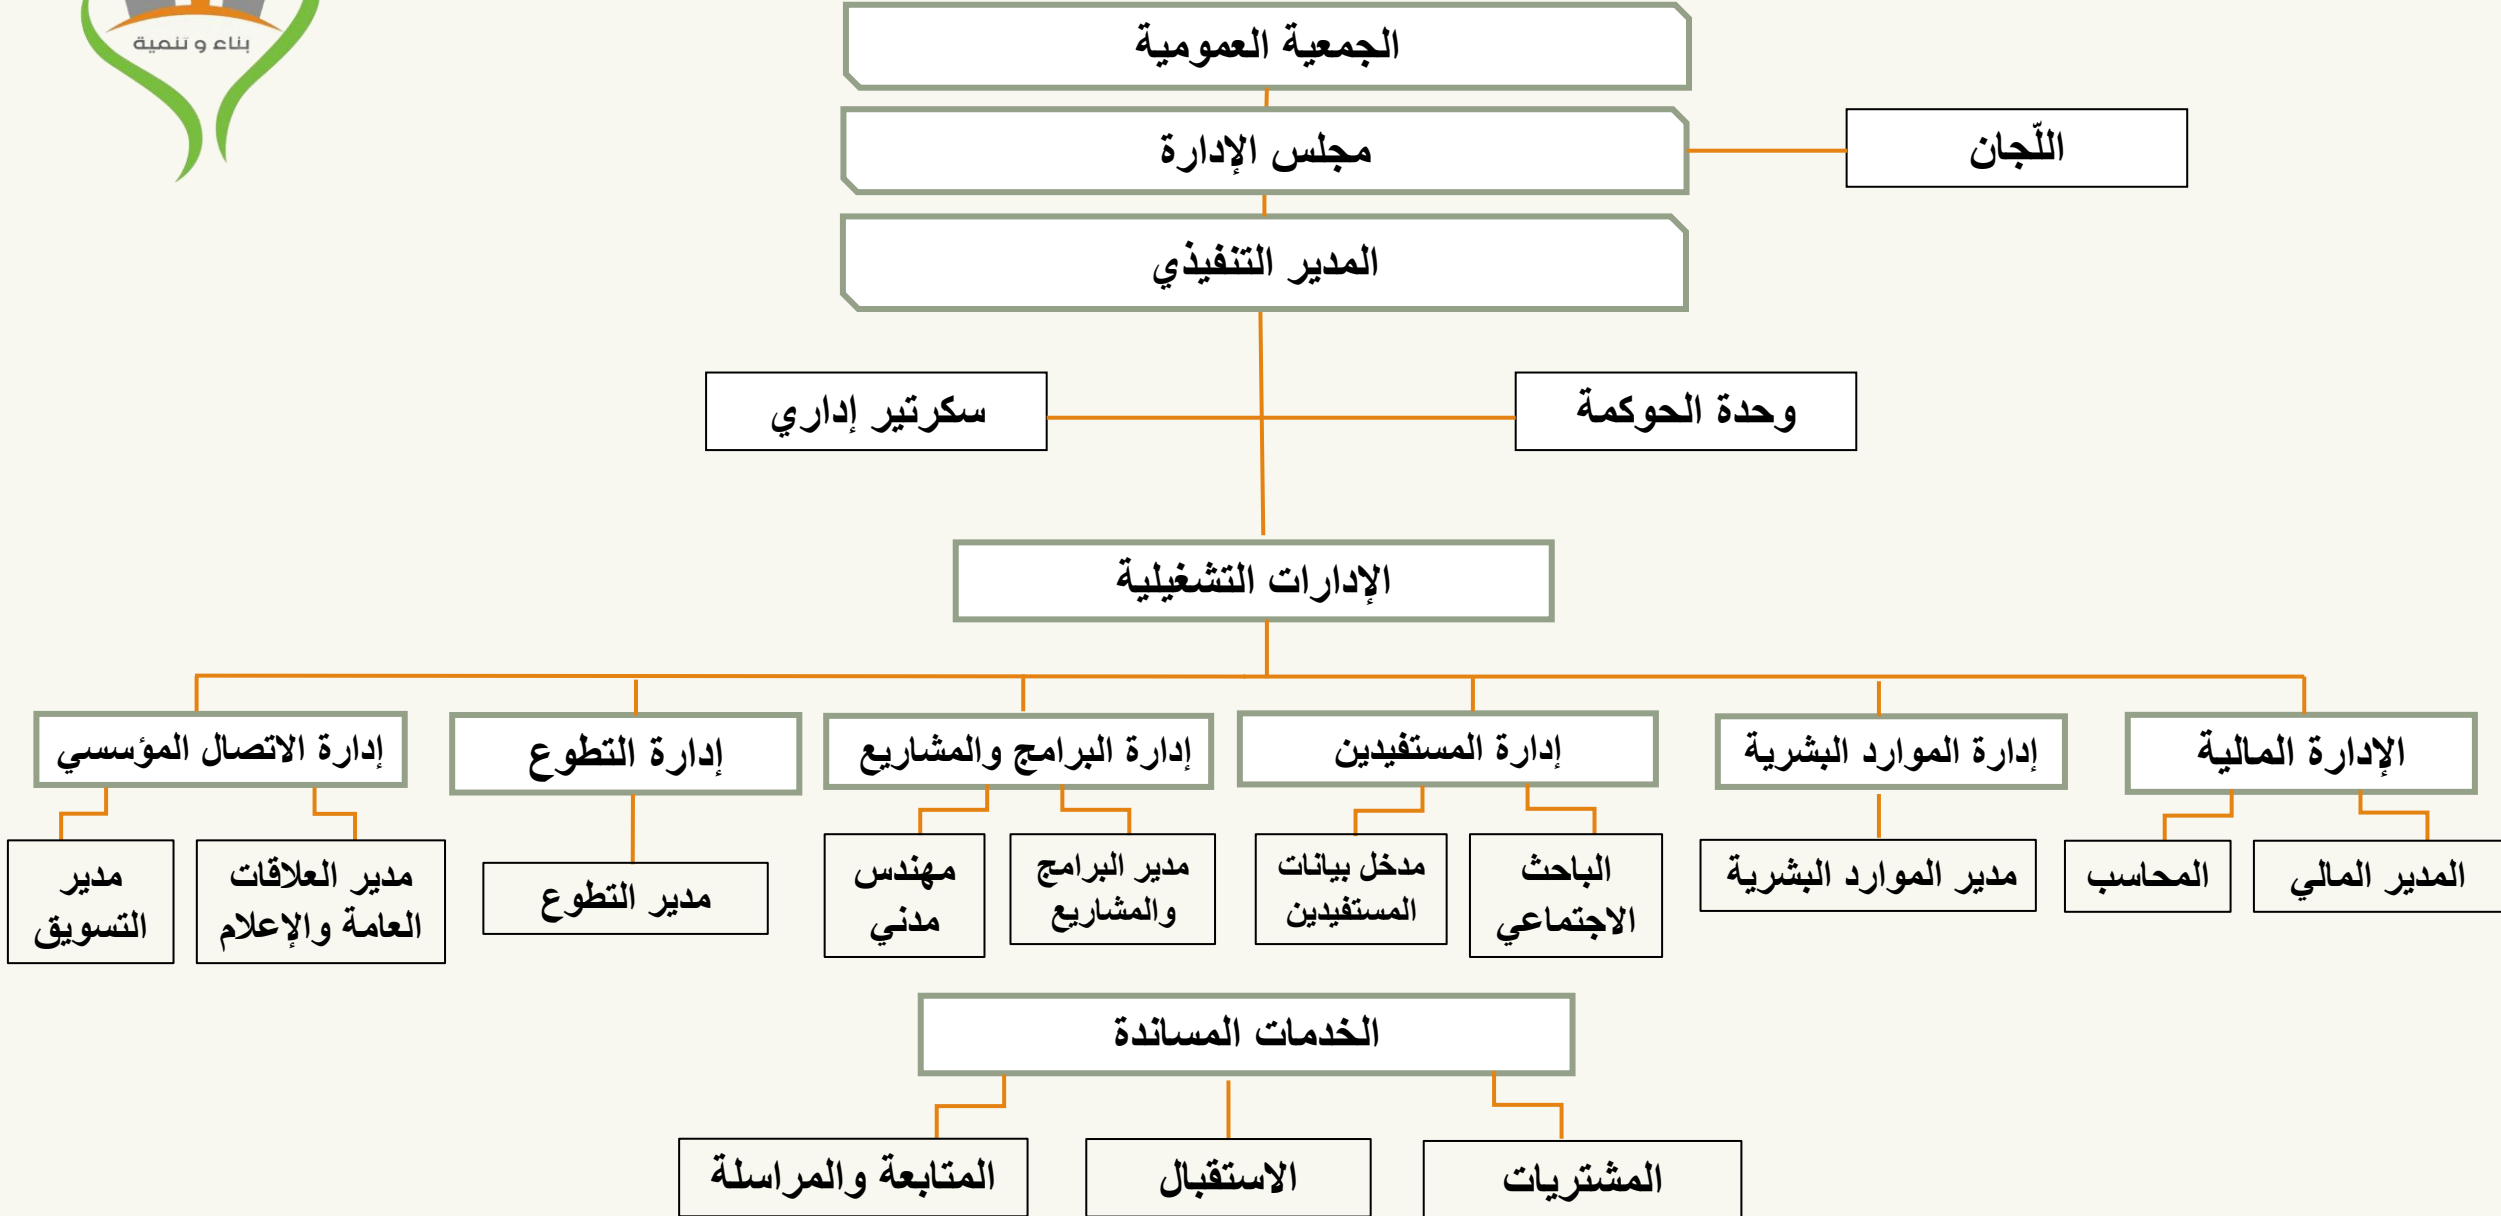 بناء و تنمية
الجمعية العمومية
مجلس الإدارة
اللّجان
المدير التنفيذي
وحدة الحوكمة
سكرتير إداري
الإدارات التشغيلية
الإدارة المالية
إدارة الموارد البشرية
إدارة المستفيدين
إدارة البرامج والمشاريع
إدارة التطوع
إدارة الاتصال المؤسسي
المدير المالي
المحاسب
مدير الموارد البشرية
الباحث
الاجتماعي
مدخل بيانات
المستفيدين
مدير البرامج
والمشاريع
مهندس
مدني
مدير التطوع
مدير العلاقات
العامة والإعلام
مدير
التسويق
الخدمات المساندة
المشتريات
الاستقبال
المتابعة والمراسلة